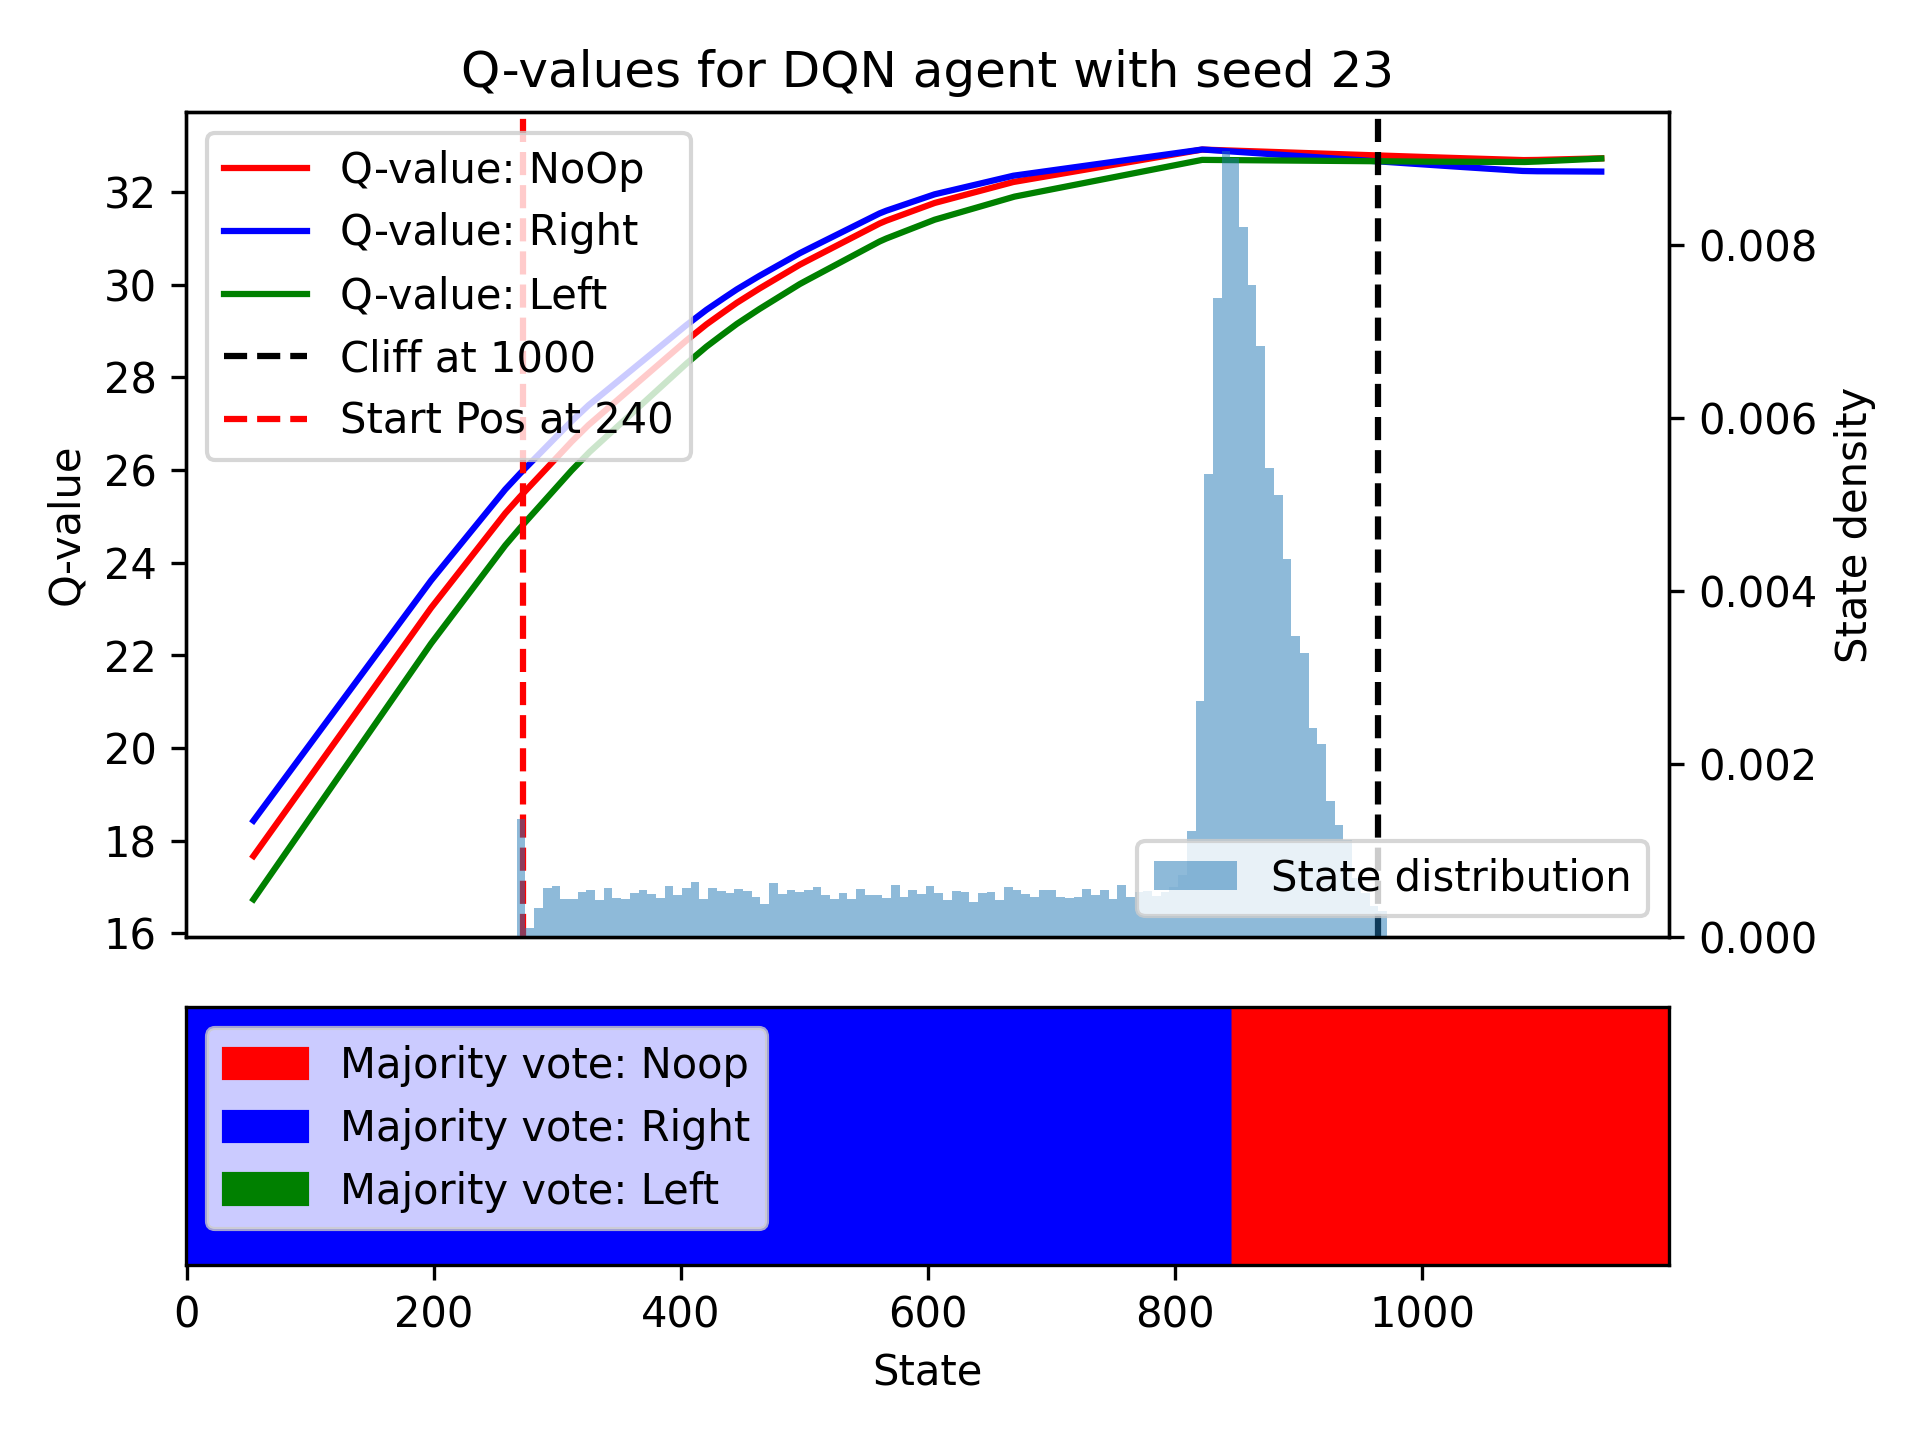 Q-values for DQN agent with seed 23
Q-value: NoOp
Q-value: Right
Q-value: Left
Cliff at 1000
Start Pos at 240
State distribution
32
30
28
26
24
22
20
18
16
Q-value
0.008
0.006
0.004
0.002
0.000
State density
Majority vote: Noop
Majority vote: Right
Majority vote: Left
0 200 400 600 800 1000
State